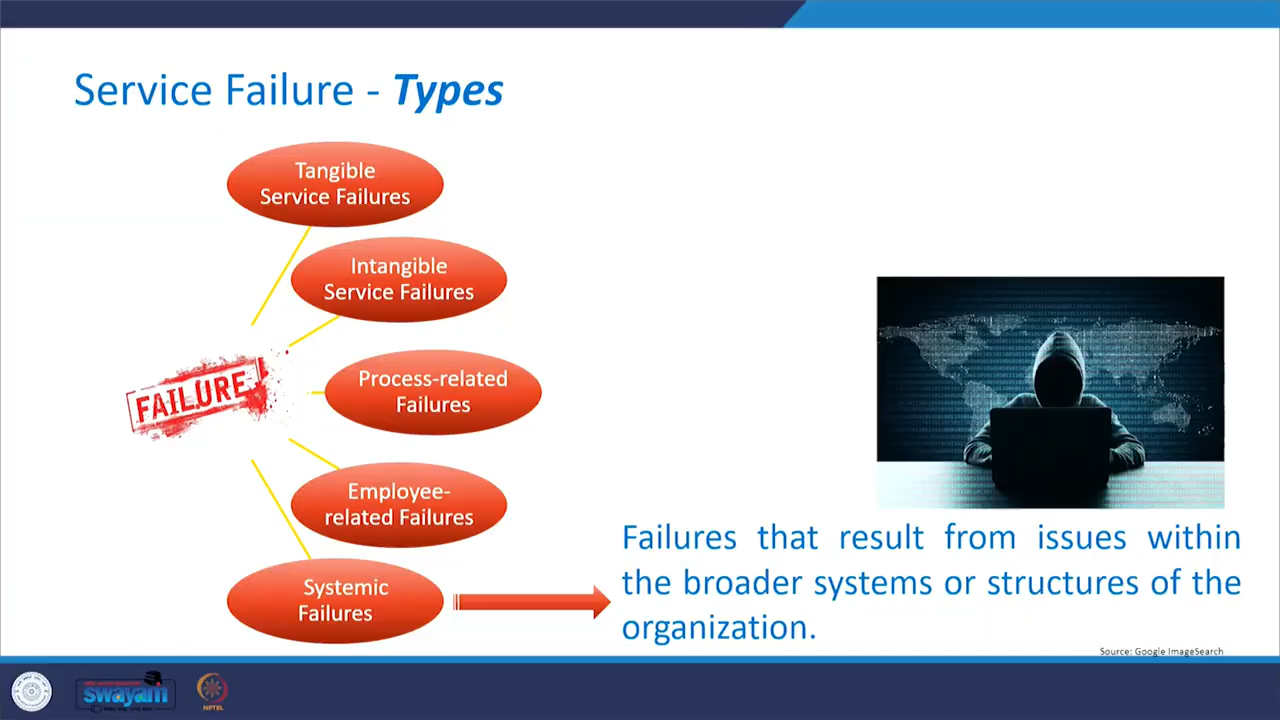 Service Failure - Types
Tangible
Service Failures
Intangible
Service Failures
FAILURE
Process-related
Failures
Employee-
related Failures
Systemic
Failures
Failures that result from issues within
the broader systems or structures of the
organization.
Source: Google ImageSearch
swayam
NPTEL